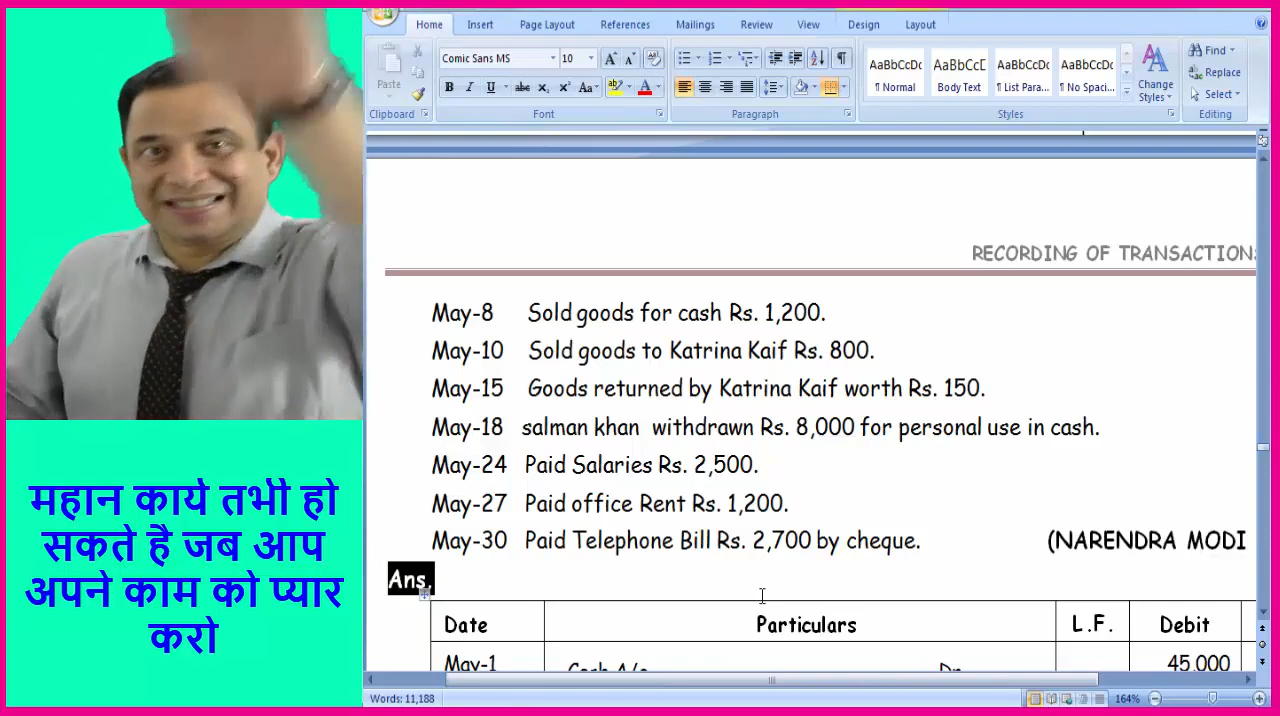 Home Insert Page Layout References Mailings Review View Design Layout
Comic Sans MS 10
AaBbCcDc AaBbCcD AaBbCcDc AaBbCcDc
Find
Replace
Select
Paste
¶ Normal Body Text ¶ List Para... ¶ No Spaci...
Change Styles
Clipboard Font Paragraph Styles Editing
RECORDING OF TRANSACTION
May-8 Sold goods for cash Rs. 1,200.
May-10 Sold goods to Katrina Kaif Rs. 800.
May-15 Goods returned by Katrina Kaif worth Rs. 150.
May-18 salman khan withdrawn Rs. 8,000 for personal use in cash.
May-24 Paid Salaries Rs. 2,500.
May-27 Paid office Rent Rs. 1,200.
May-30 Paid Telephone Bill Rs. 2,700 by cheque. (NARENDRA MODI
Ans.
Date Particulars L.F. Debit
May-1 Cash A/c Dr. 45,000
Words: 11,188 164%
महान कार्य तभी हो
सकते है जब आप
अपने काम को प्यार
करो